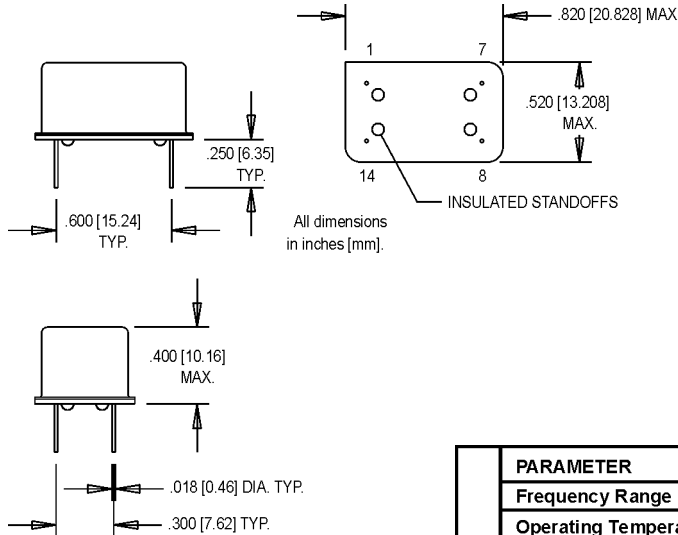 .820 [20.828] MAX
1 7
.520 [13.208]
MAX.
.250 [6.35]
TYP.
14 8
INSULATED STANDOFFS
.600 [15.24]
TYP.
All dimensions
in inches [mm].
.400 [10.16]
MAX.
.018 [0.46] DIA. TYP.
.300 [7.62] TYP.
PARAMETER
Frequency Range
Operating Tempera